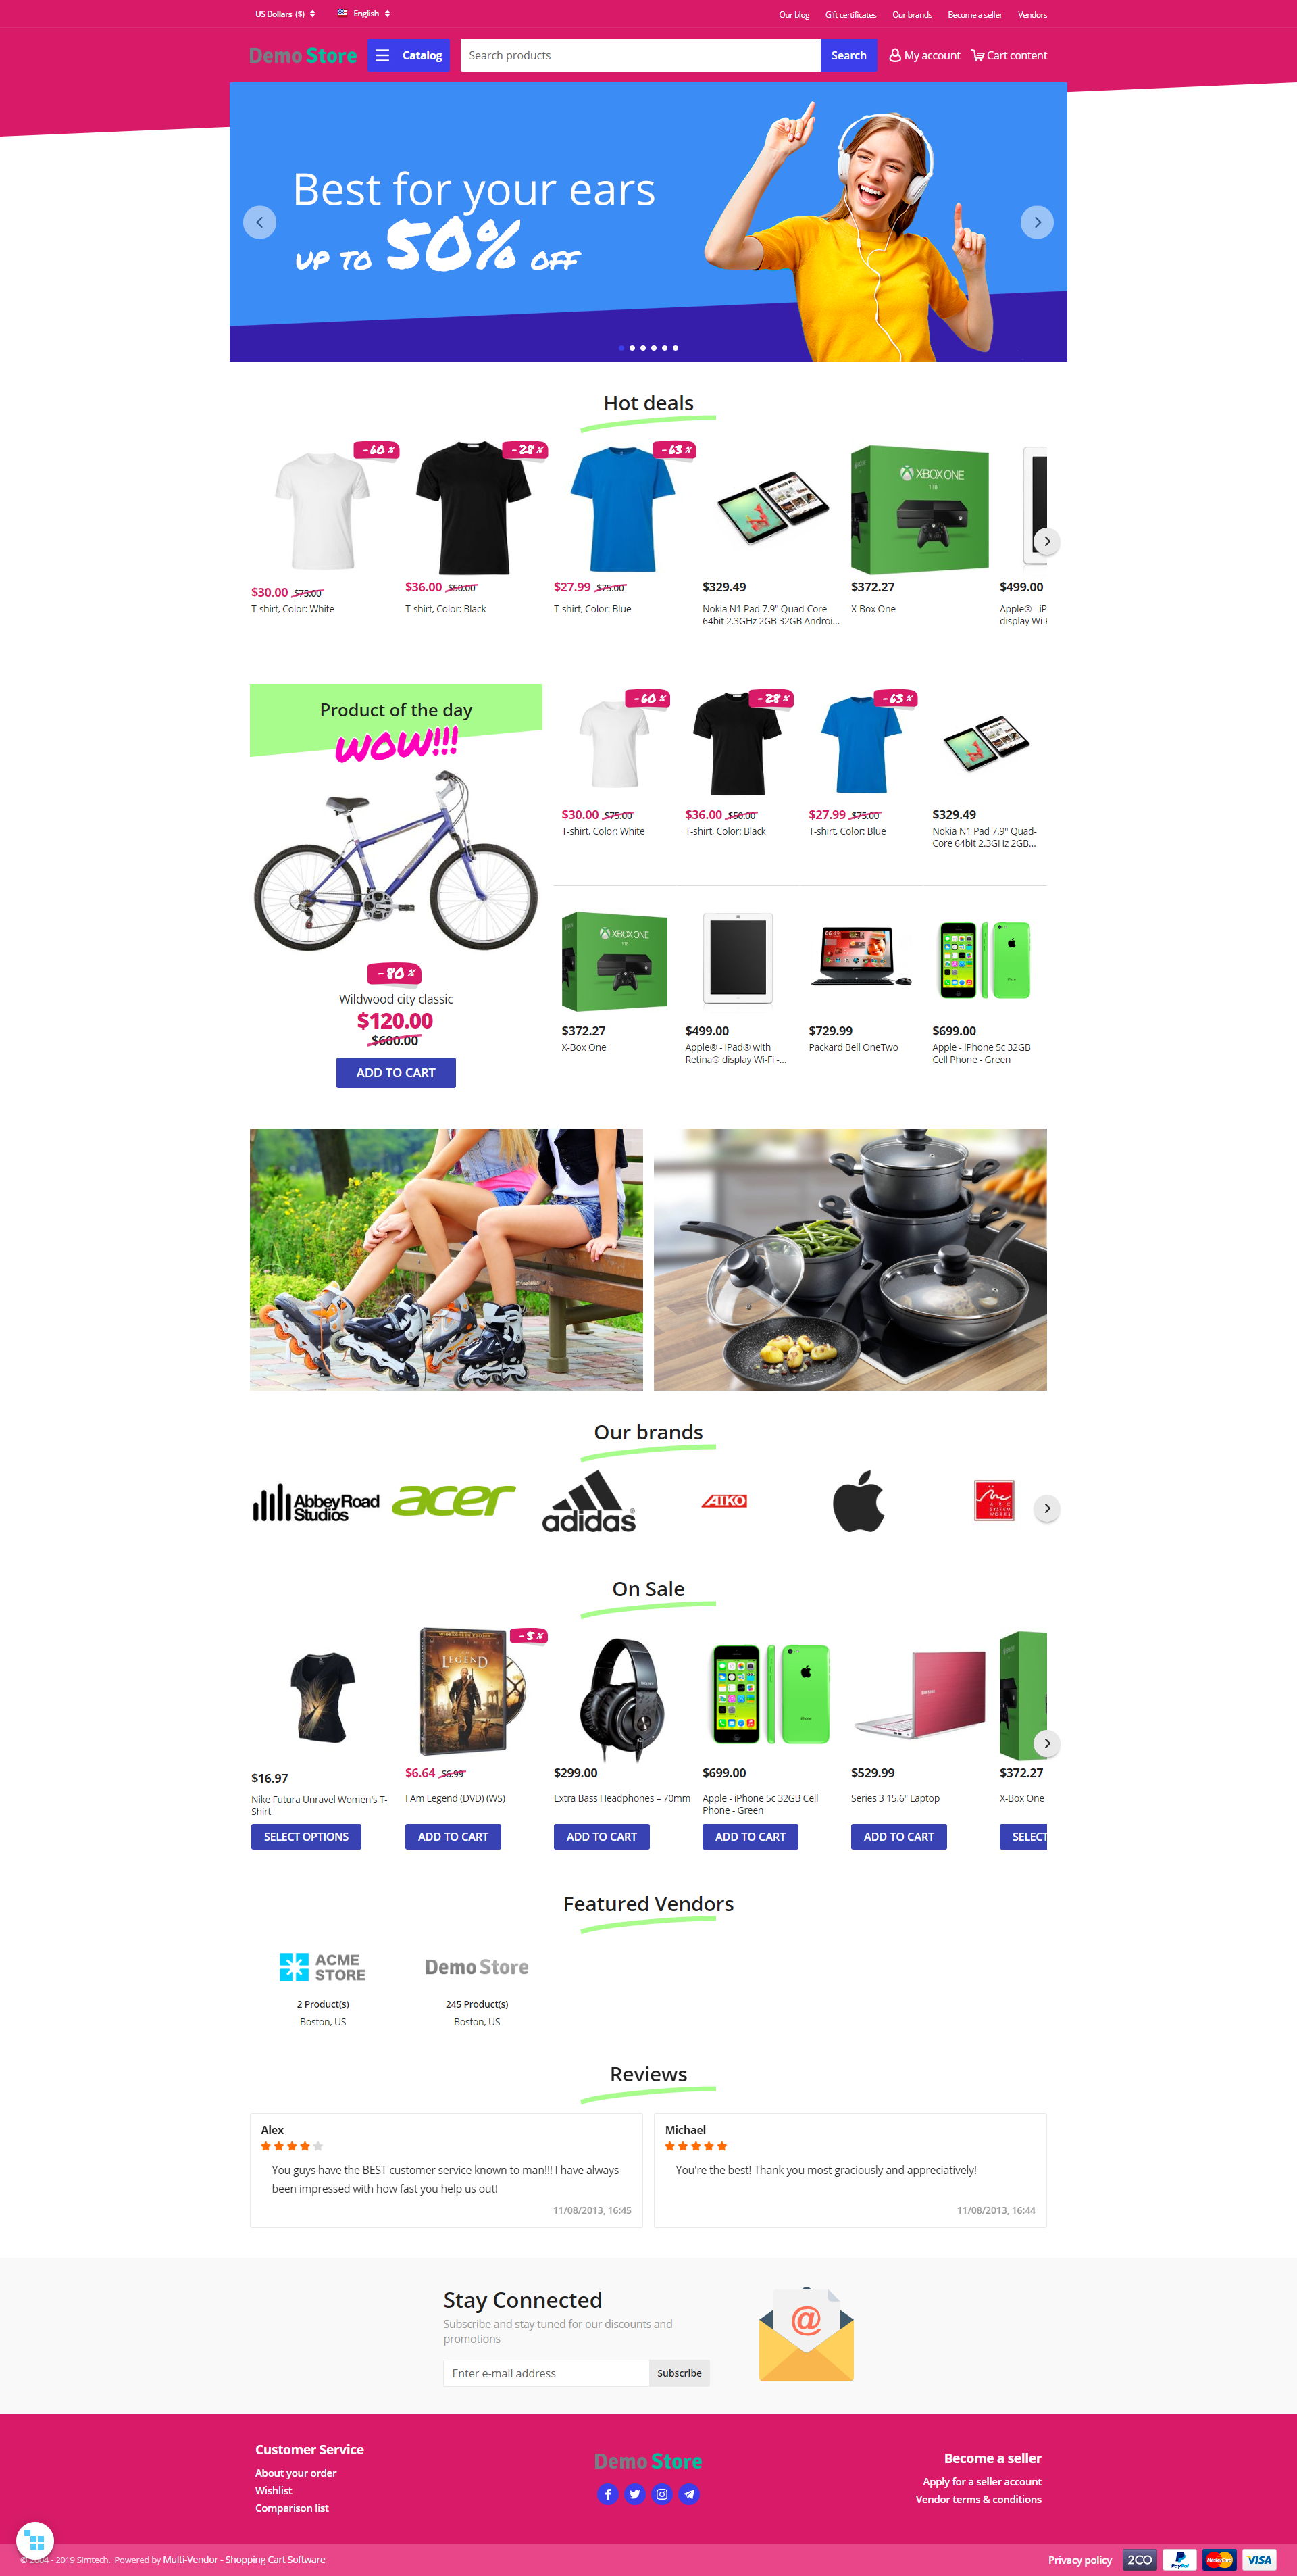 US Dollars ($) English Our blog Gift certificates Our brands Become a seller Vendors
Demo Store Catalog Search products Search My account Cart content
Best for your ears
UP TO 50% OFF
Hot deals
-60% -28% -63%
XBOX ONE
1TB
$30.00 $75.00 $36.00 $50.00 $27.99 $75.00 $329.49 $372.27 $499.00
T-shirt, Color: White T-shirt, Color: Black T-shirt, Color: Blue Nokia N1 Pad 7.9" Quad-Core X-Box One Apple® - iP
64bit 2.3GHz 2GB 32GB Androi... display Wi-F
Product of the day
WOW!!!
-60% -28% -63%
$30.00 $75.00 $36.00 $50.00 $27.99 $75.00 $329.49
T-shirt, Color: White T-shirt, Color: Black T-shirt, Color: Blue Nokia N1 Pad 7.9" Quad-
Core 64bit 2.3GHz 2GB...
XBOX ONE
1TB
-80%
Wildwood city classic
$120.00
$600.00
ADD TO CART
$372.27 $499.00 $729.99 $699.00
X-Box One Apple® - iPad® with Packard Bell OneTwo Apple - iPhone 5c 32GB
Retina® display Wi-Fi -... Cell Phone - Green
Our brands
Abbey Road
Studios
acer
adidas®
AIKO
ARC
SYSTEM
WORKS
On Sale
-5%
WIDESCREEN EDITION
LEGEND
SONY
iPhone
SAMSUNG
$16.97 $6.64 $6.99 $299.00 $699.00 $529.99 $372.27
Nike Futura Unravel Women's T- I Am Legend (DVD) (WS) Extra Bass Headphones – 70mm Apple - iPhone 5c 32GB Cell Series 3 15.6" Laptop X-Box One
Shirt Phone - Green
SELECT OPTIONS ADD TO CART ADD TO CART ADD TO CART ADD TO CART SELECT
Featured Vendors
ACME
STORE
Demo Store
2 Product(s) 245 Product(s)
Boston, US Boston, US
Reviews
Alex
You guys have the BEST customer service known to man!!! I have always
been impressed with how fast you help us out!
11/08/2013, 16:45
Michael
You're the best! Thank you most graciously and appreciatively!
11/08/2013, 16:44
Stay Connected
Subscribe and stay tuned for our discounts and
promotions
Enter e-mail address Subscribe
@
Customer Service
About your order
Wishlist
Comparison list
Demo Store
Become a seller
Apply for a seller account
Vendor terms & conditions
- 2019 Simtech. Powered by Multi-Vendor - Shopping Cart Software
Privacy policy 2CO PayPal MasterCard VISA